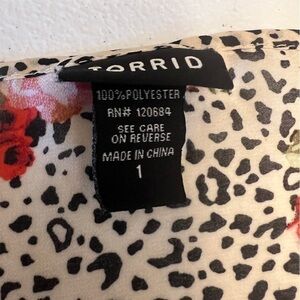 TORRID
100%POLYESTER
RN# 120684
SEE CARE
ON REVERSE
MADE IN CHINA
1